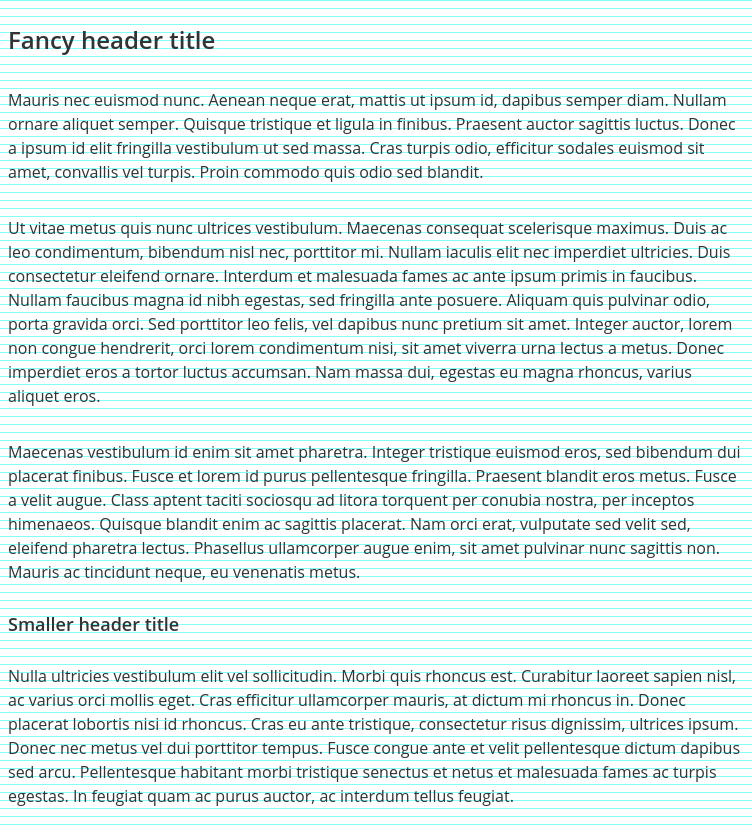 Fancy header title
Mauris nec euismod nunc. Aenean neque erat, mattis ut ipsum id, dapibus semper diam. Nullam
ornare aliquet semper. Quisque tristique et ligula in finibus. Praesent auctor sagittis luctus. Donec
a ipsum id elit fringilla vestibulum ut sed massa. Cras turpis odio, efficitur sodales euismod sit
amet, convallis vel turpis. Proin commodo quis odio sed blandit.
Ut vitae metus quis nunc ultrices vestibulum. Maecenas consequat scelerisque maximus. Duis ac
leo condimentum, bibendum nisl nec, porttitor mi. Nullam iaculis elit nec imperdiet ultricies. Duis
consectetur eleifend ornare. Interdum et malesuada fames ac ante ipsum primis in faucibus.
Nullam faucibus magna id nibh egestas, sed fringilla ante posuere. Aliquam quis pulvinar odio,
porta gravida orci. Sed porttitor leo felis, vel dapibus nunc pretium sit amet. Integer auctor, lorem
non congue hendrerit, orci lorem condimentum nisi, sit amet viverra urna lectus a metus. Donec
imperdiet eros a tortor luctus accumsan. Nam massa dui, egestas eu magna rhoncus, varius
aliquet eros.
Maecenas vestibulum id enim sit amet pharetra. Integer tristique euismod eros, sed bibendum dui
placerat finibus. Fusce et lorem id purus pellentesque fringilla. Praesent blandit eros metus. Fusce
a velit augue. Class aptent taciti sociosqu ad litora torquent per conubia nostra, per inceptos
himenaeos. Quisque blandit enim ac sagittis placerat. Nam orci erat, vulputate sed velit sed,
eleifend pharetra lectus. Phasellus ullamcorper augue enim, sit amet pulvinar nunc sagittis non.
Mauris ac tincidunt neque, eu venenatis metus.
Smaller header title
Nulla ultricies vestibulum elit vel sollicitudin. Morbi quis rhoncus est. Curabitur laoreet sapien nisl,
ac varius orci mollis eget. Cras efficitur ullamcorper mauris, at dictum mi rhoncus in. Donec
placerat lobortis nisi id rhoncus. Cras eu ante tristique, consectetur risus dignissim, ultrices ipsum.
Donec nec metus vel dui porttitor tempus. Fusce congue ante et velit pellentesque dictum dapibus
sed arcu. Pellentesque habitant morbi tristique senectus et netus et malesuada fames ac turpis
egestas. In feugiat quam ac purus auctor, ac interdum tellus feugiat.